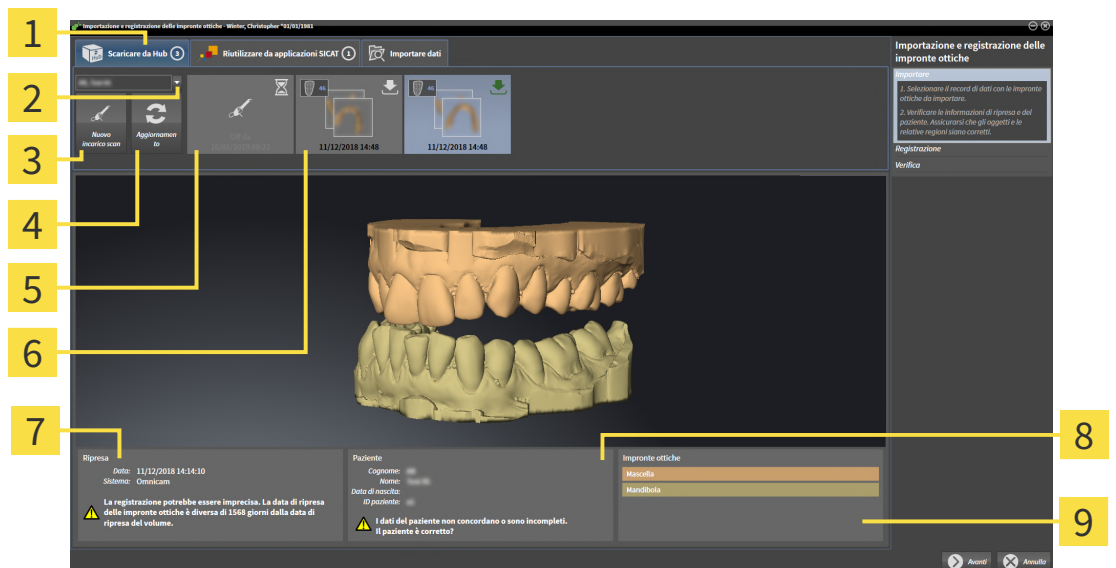 Importazione e registrazione delle impronte ottiche - Winter, Christopher *01/01/1981
1
Scaricare da Hub 3
Riutilizzare da applicazioni SICAT 1
Importare dati
2
3
Nuovo
incarico scan
Aggiornamen
to
4
5
46
11/12/2018 14:48
6
46
11/12/2018 14:48
Importazione e registrazione delle
impronte ottiche
Importare
1. Selezionare il record di dati con le impronte
ottiche da importare.
2. Verificare le informazioni di ripresa e del
paziente. Assicurarsi che gli oggetti e le
relative regioni siano corretti.
Registrazione
Verifica
7
Ripresa
Data: 11/12/2018 14:14:10
Sistema: Omnicam
La registrazione potrebbe essere imprecisa. La data di ripresa
delle impronte ottiche è diversa di 1568 giorni dalla data di
ripresa del volume.
8
Paziente
Cognome:
Nome:
Data di nascita:
ID paziente:
I dati del paziente non concordano o sono incompleti.
Il paziente è corretto?
9
Impronte ottiche
Mascella
Mandibola
Avanti
Annulla